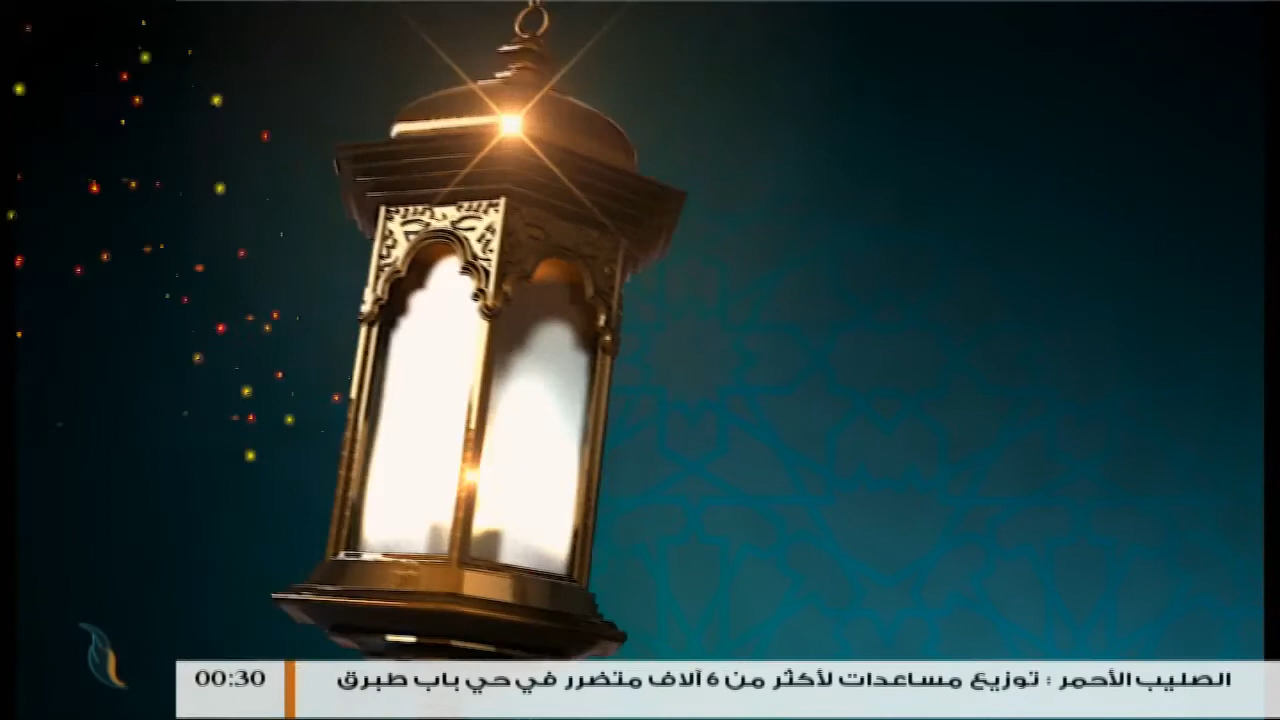 الصليب الأحمر : توزيع مساعدات لأكثر من 6 آلاف متضرر في حي باب طبرق
00:30